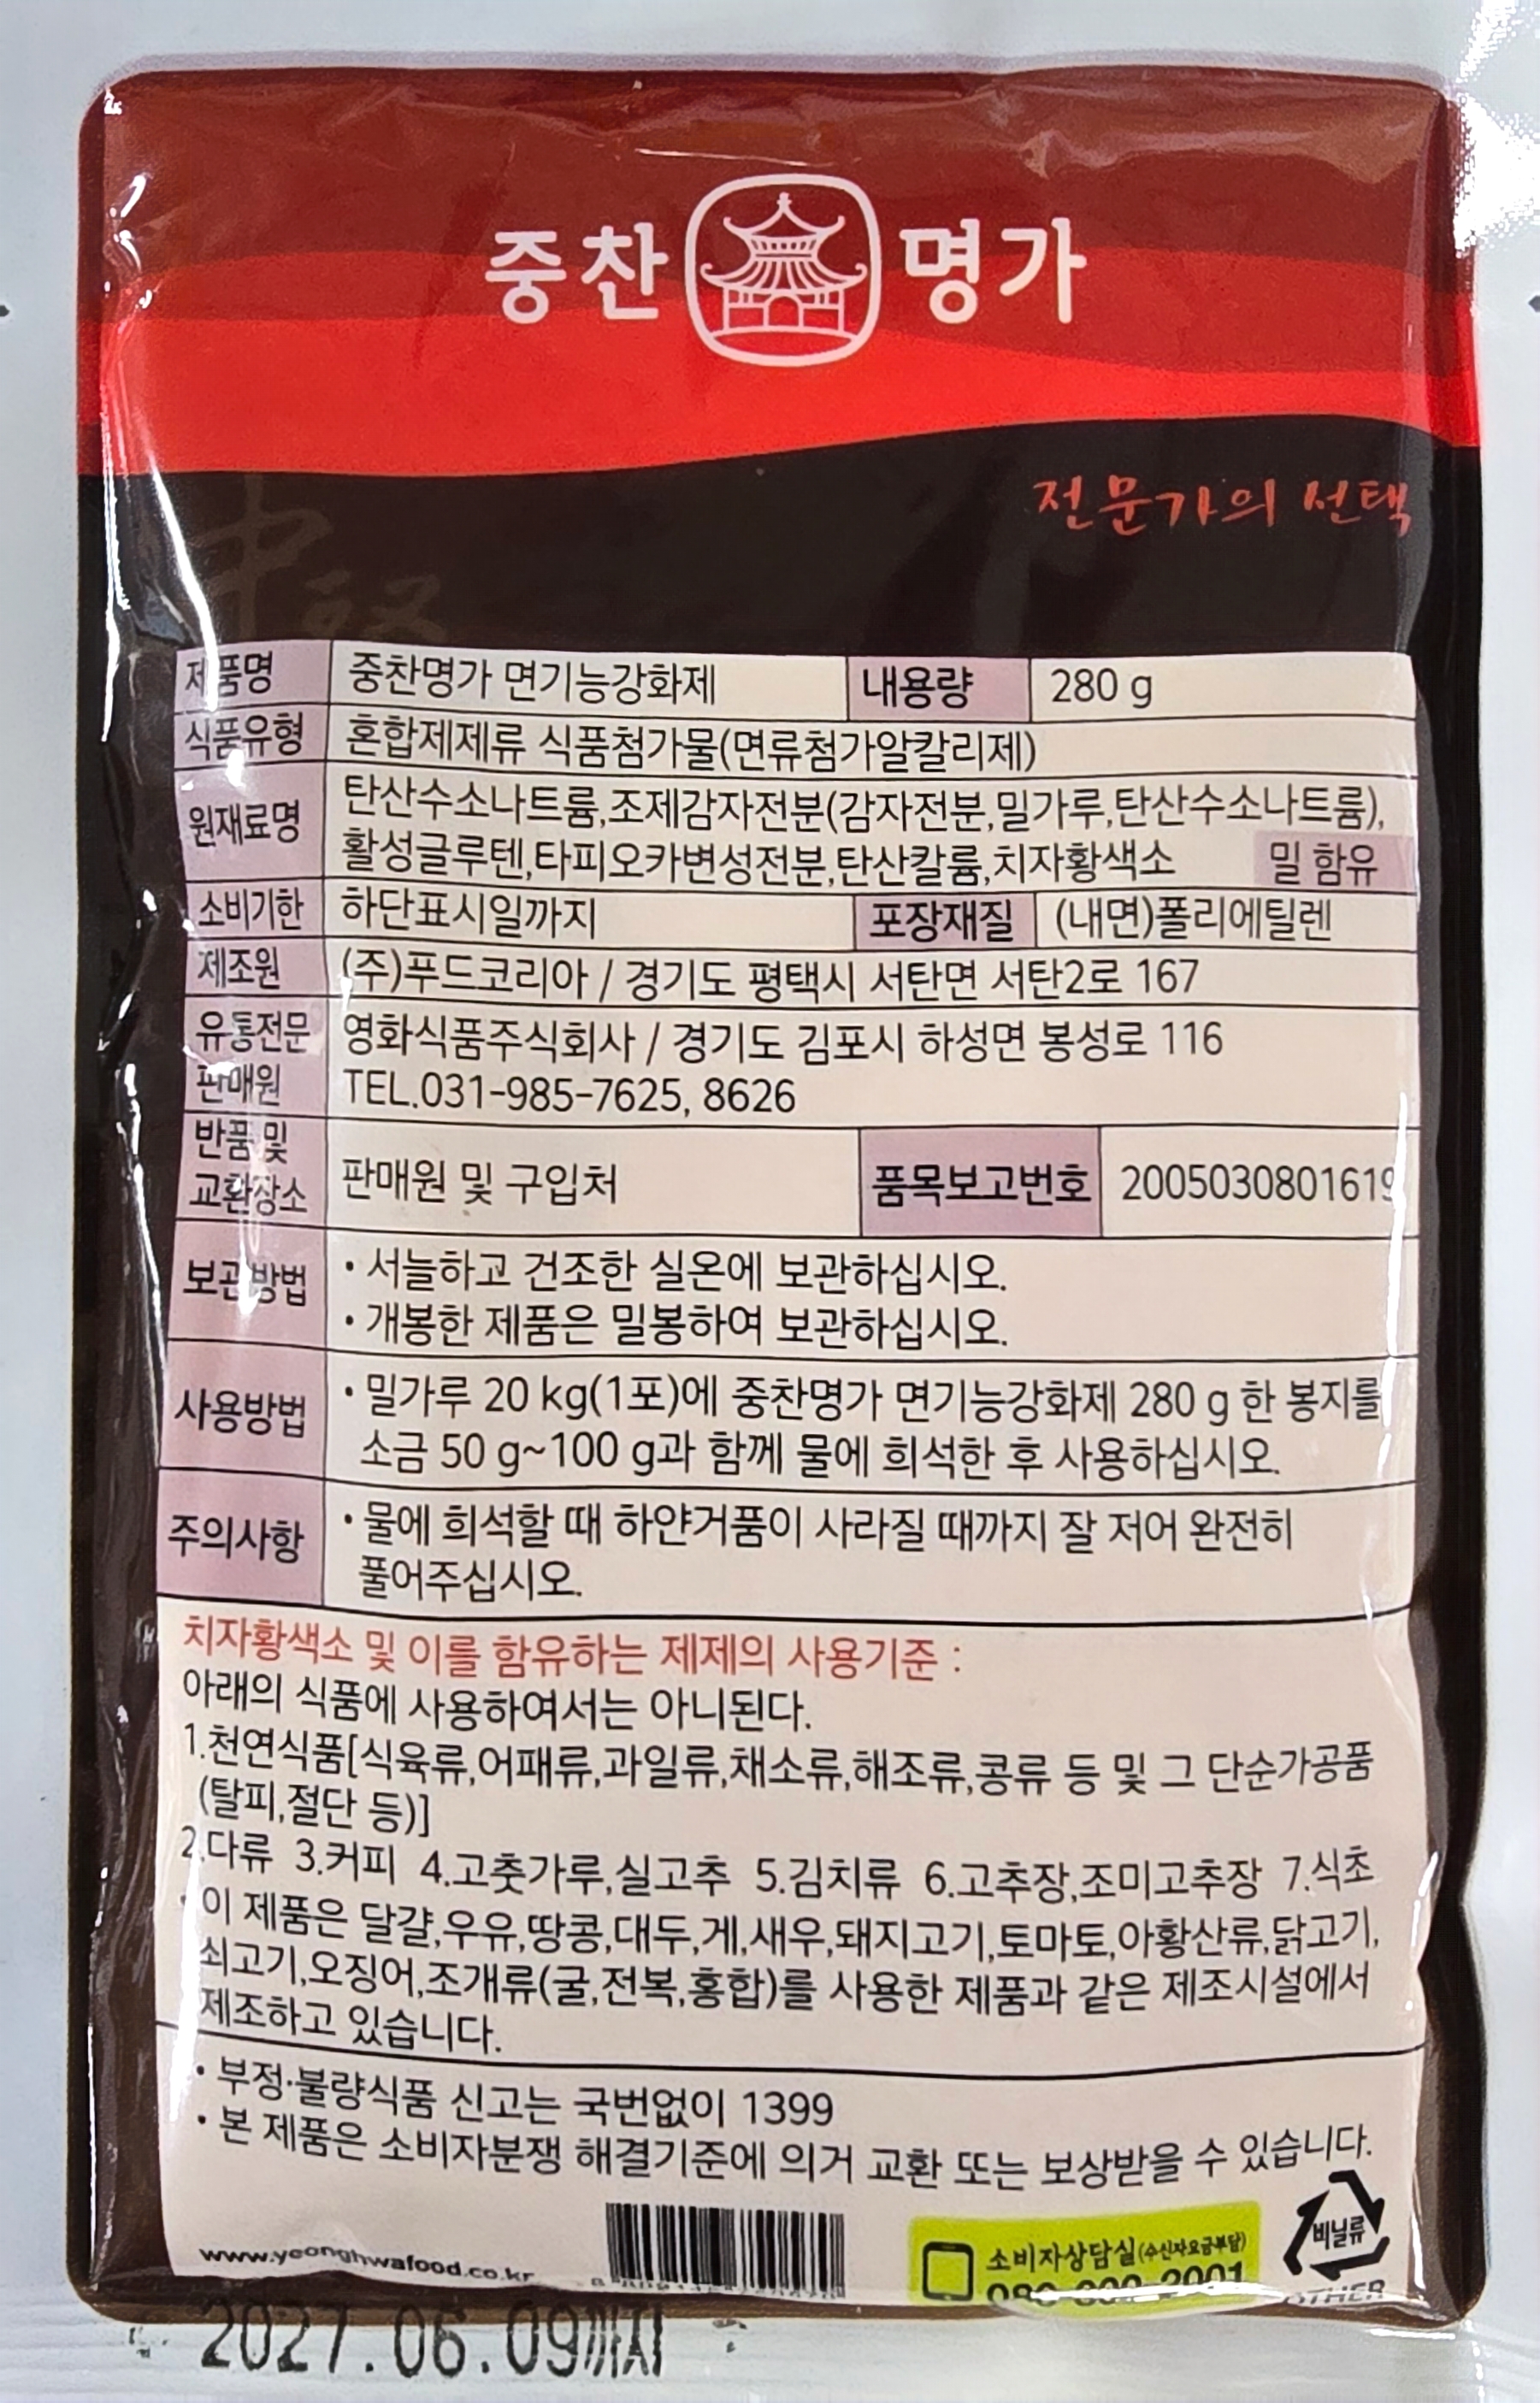 중찬 명가
전문가의 선택
제품명 중찬명가 면기능강화제 내용량 280 g
식품유형 혼합제제류 식품첨가물(면류첨가알칼리제)
원재료명 탄산수소나트륨,조제감자전분(감자전분,밀가루,탄산수소나트륨),
활성글루텐,타피오카변성전분,탄산칼륨,치자황색소 밀 함유
소비기한 하단표시일까지 포장재질 (내면)폴리에틸렌
제조원 (주)푸드코리아 / 경기도 평택시 서탄면 서탄2로 167
유통전문 영화식품주식회사 / 경기도 김포시 하성면 봉성로 116
판매원 TEL.031-985-7625, 8626
반품 및
교환장소 판매원 및 구입처 품목보고번호 2005030801619
보관방법 • 서늘하고 건조한 실온에 보관하십시오.
• 개봉한 제품은 밀봉하여 보관하십시오.
사용방법 • 밀가루 20 kg(1포)에 중찬명가 면기능강화제 280 g 한 봉지를
소금 50 g~100 g과 함께 물에 희석한 후 사용하십시오.
주의사항 • 물에 희석할 때 하얀거품이 사라질 때까지 잘 저어 완전히
풀어주십시오.
치자황색소 및 이를 함유하는 제제의 사용기준 :
아래의 식품에 사용하여서는 아니된다.
1.천연식품[식육류,어패류,과일류,채소류,해조류,콩류 등 및 그 단순가공품
(탈피,절단 등)]
2.다류 3.커피 4.고춧가루,실고추 5.김치류 6.고추장,조미고추장 7.식초
• 이 제품은 달걀,우유,땅콩,대두,게,새우,돼지고기,토마토,아황산류,닭고기,
쇠고기,오징어,조개류(굴,전복,홍합)를 사용한 제품과 같은 제조시설에서
제조하고 있습니다.
• 부정·불량식품 신고는 국번없이 1399
• 본 제품은 소비자분쟁 해결기준에 의거 교환 또는 보상받을 수 있습니다.
www.yeonghwafood.co.kr
소비자상담실(수신자요금부담)
비닐류
OTHER
2027.06.09까지